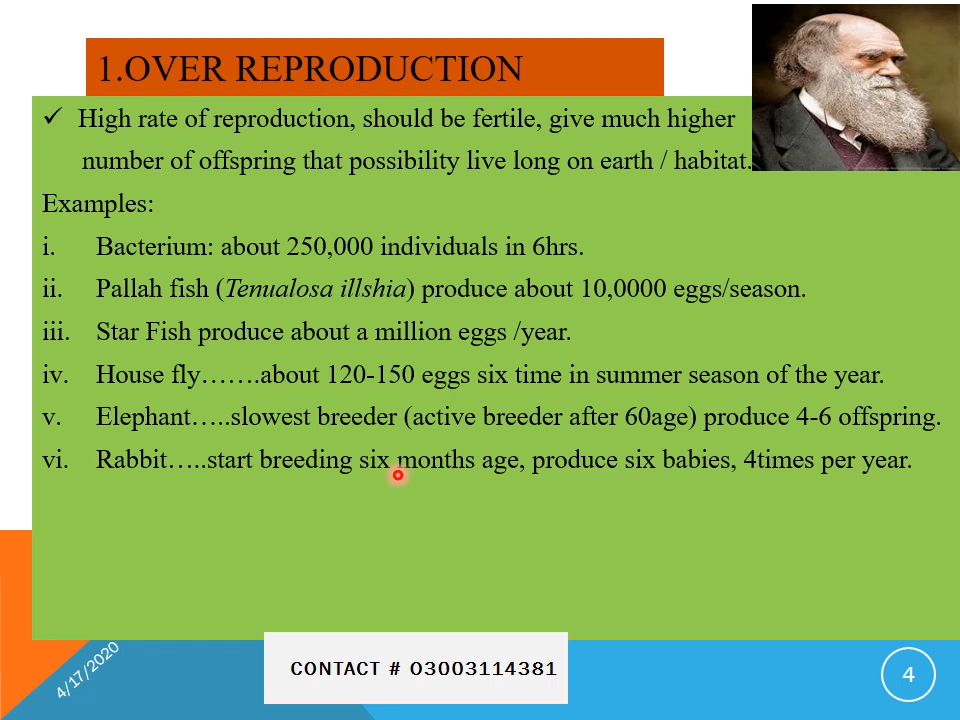 1.OVER REPRODUCTION
✓ High rate of reproduction, should be fertile, give much higher
number of offspring that possibility live long on earth / habitat.
Examples:
i. Bacterium: about 250,000 individuals in 6hrs.
ii. Pallah fish (Tenualosa illshia) produce about 10,0000 eggs/season.
iii. Star Fish produce about a million eggs /year.
iv. House fly…….about 120-150 eggs six time in summer season of the year.
v. Elephant…..slowest breeder (active breeder after 60age) produce 4-6 offspring.
vi. Rabbit…..start breeding six months age, produce six babies, 4times per year.
4/17/2020
CONTACT # 03003114381
4